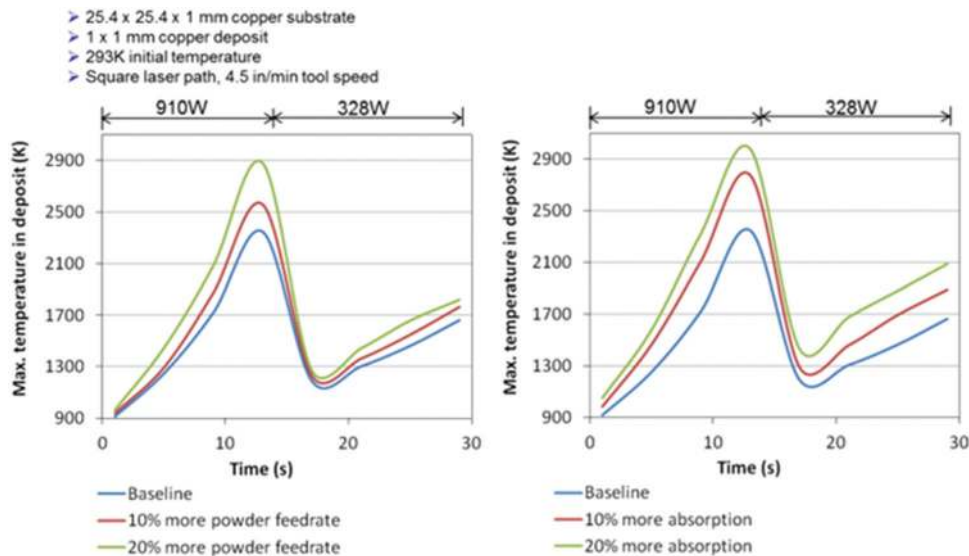 ➢ 25.4 x 25.4 x 1 mm copper substrate
➢ 1 x 1 mm copper deposit
➢ 293K initial temperature
➢ Square laser path, 4.5 in/min tool speed
910W 328W
Max. temperature in deposit (K)
2900
2500
2100
1700
1300
900
0 10 20 30
Time (s)
Baseline
10% more powder feedrate
20% more powder feedrate
910W 328W
Max. temperature in deposit (K)
2900
2500
2100
1700
1300
900
0 10 20 30
Time (s)
Baseline
10% more absorption
20% more absorption